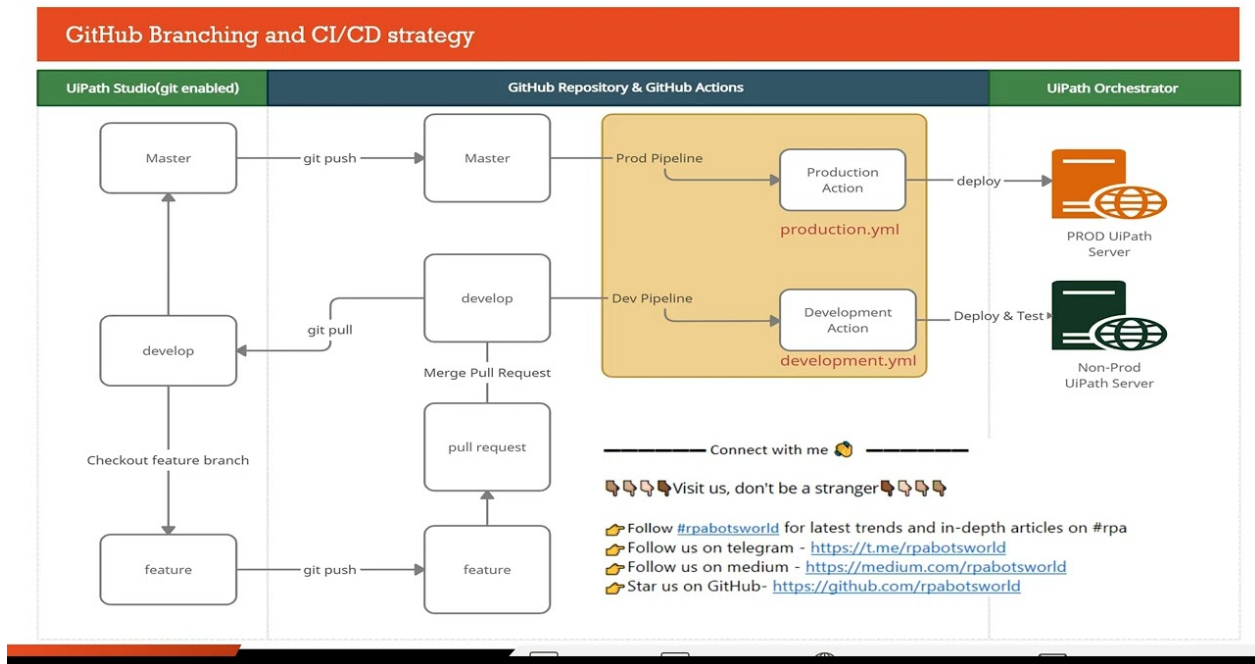 GitHub Branching and CI/CD strategy
UiPath Studio(git enabled)
GitHub Repository & GitHub Actions
UiPath Orchestrator
Master
git push
Master
Prod Pipeline
Production
Action
production.yml
deploy
PROD UiPath
Server
develop
git pull
develop
Dev Pipeline
Development
Action
development.yml
Deploy & Test
Non-Prod
UiPath Server
Merge Pull Request
pull request
Checkout feature branch
feature
git push
feature
Connect with me
Visit us, don't be a stranger
Follow #rpabotsworld for latest trends and in-depth articles on #rpa
Follow us on telegram - https://t.me/rpabotsworld
Follow us on medium - https://medium.com/rpabotsworld
Star us on GitHub- https://github.com/rpabotsworld